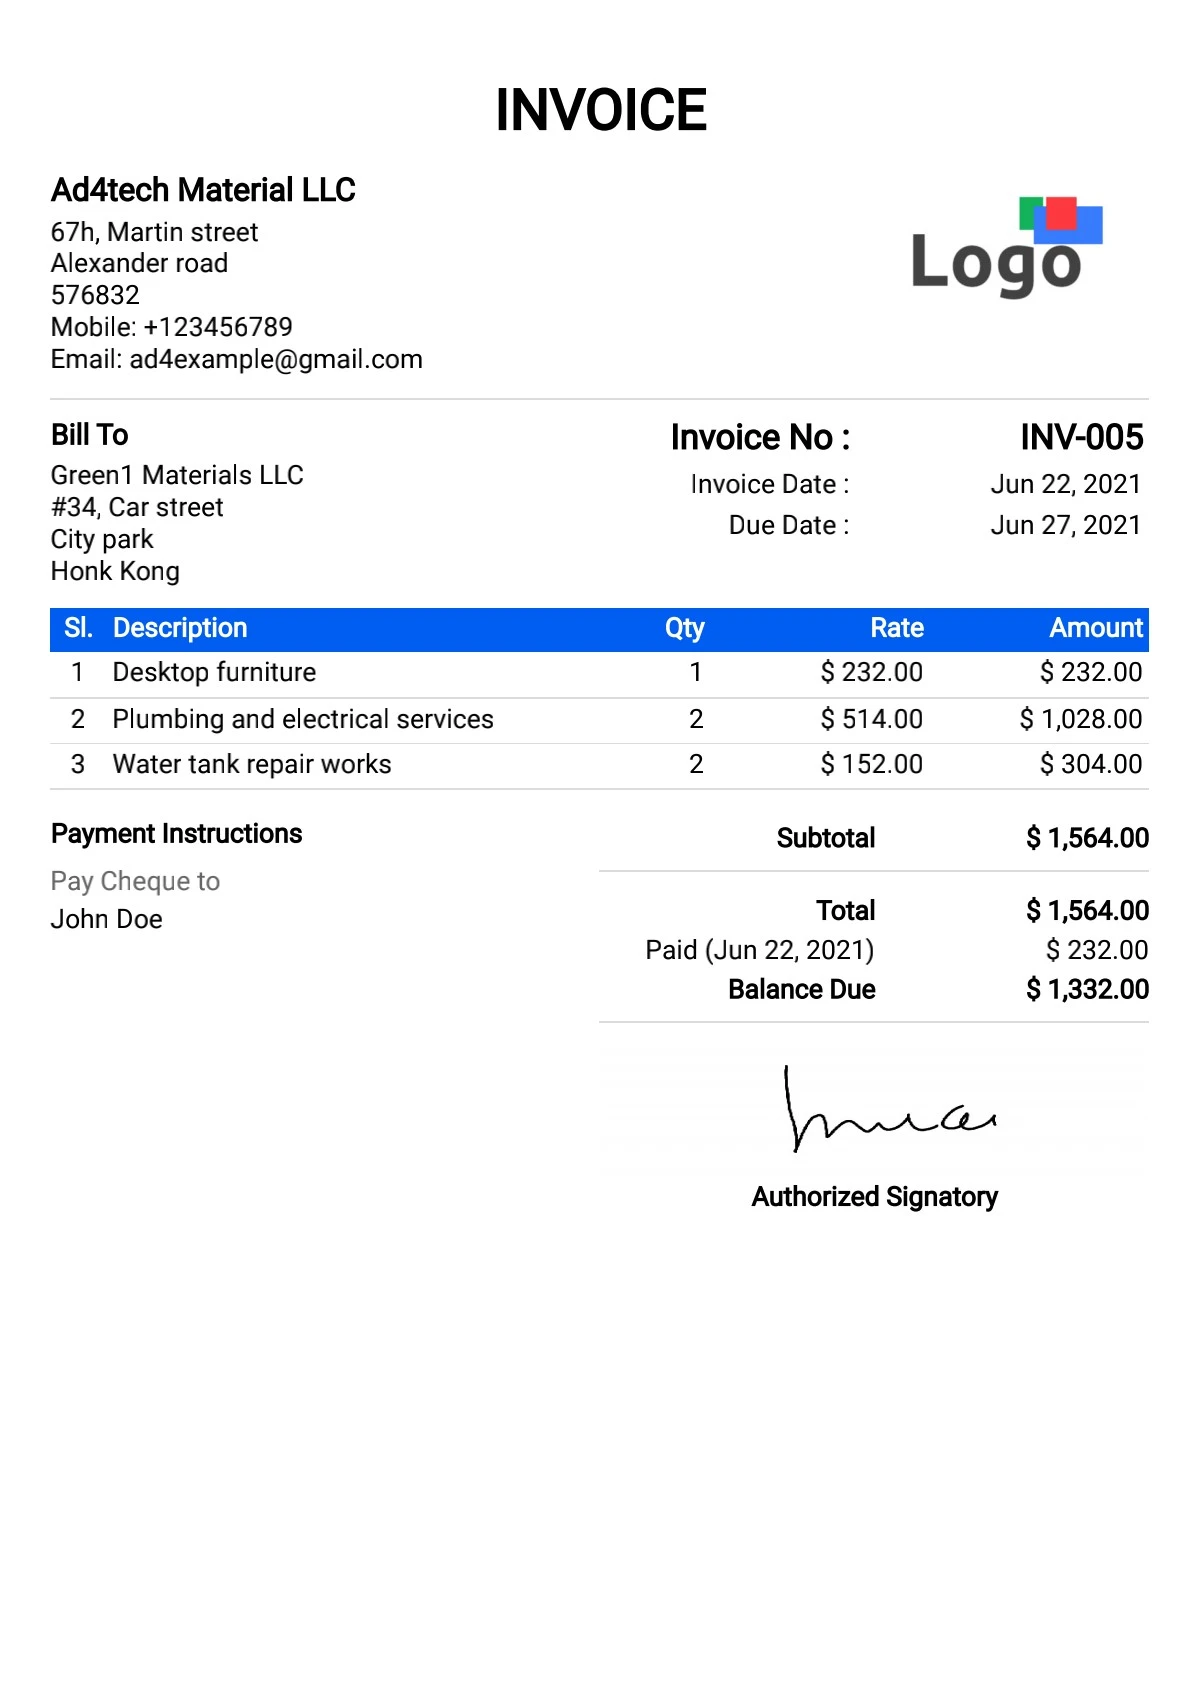 INVOICE
Ad4tech Material LLC
67h, Martin street
Alexander road
576832
Mobile: +123456789
Email: ad4example@gmail.com
Logo
Bill To
Green1 Materials LLC
#34, Car street
City park
Honk Kong
Invoice No : INV-005
Invoice Date : Jun 22, 2021
Due Date : Jun 27, 2021
Sl. Description Qty Rate Amount
1 Desktop furniture 1 $ 232.00 $ 232.00
2 Plumbing and electrical services 2 $ 514.00 $ 1,028.00
3 Water tank repair works 2 $ 152.00 $ 304.00
Payment Instructions
Pay Cheque to
John Doe
Subtotal $ 1,564.00
Total $ 1,564.00
Paid (Jun 22, 2021) $ 232.00
Balance Due $ 1,332.00
Authorized Signatory